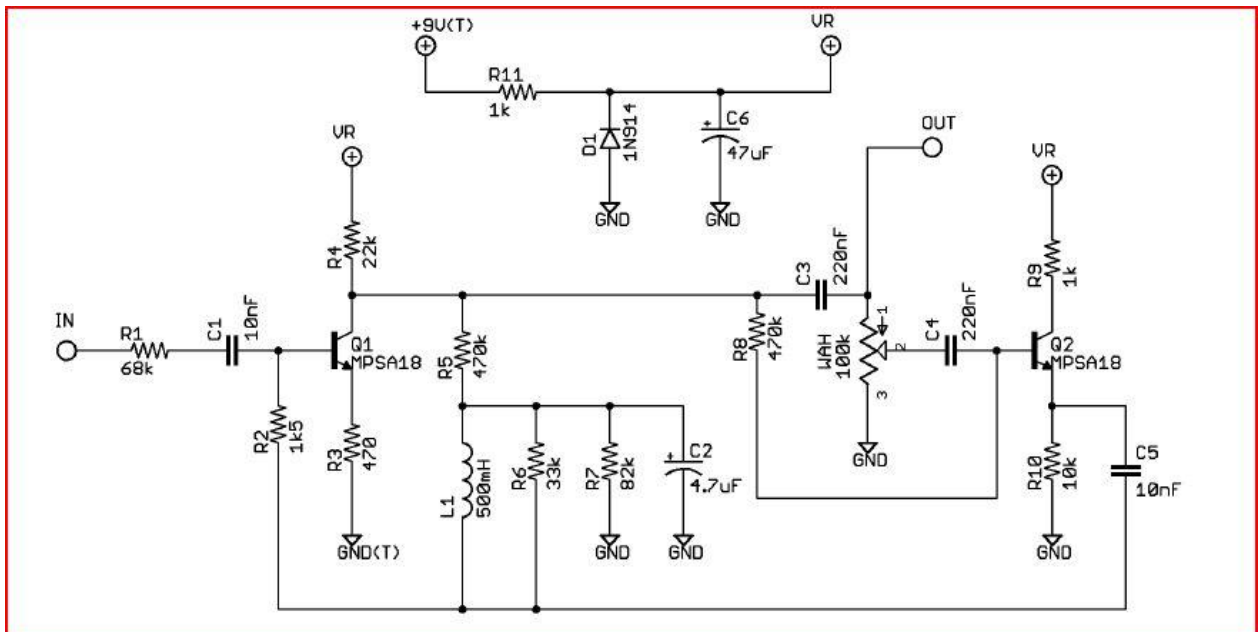 +9V(T)
VR
R11
1k
D1
1N914
C6
47uF
GND
GND
VR
R4
22k
OUT
VR
R9
1k
IN
R1
68k
C1
10nF
Q1
MPSA18
R2
1k5
R3
470
GND(T)
R5
470k
L1
500mH
R6
33k
R7
82k
GND
C2
4.7uF
GND
R8
470k
C3
220nF
WAH
100k
1
2
3
GND
C4
220nF
Q2
MPSA18
R10
10k
GND
C5
10nF